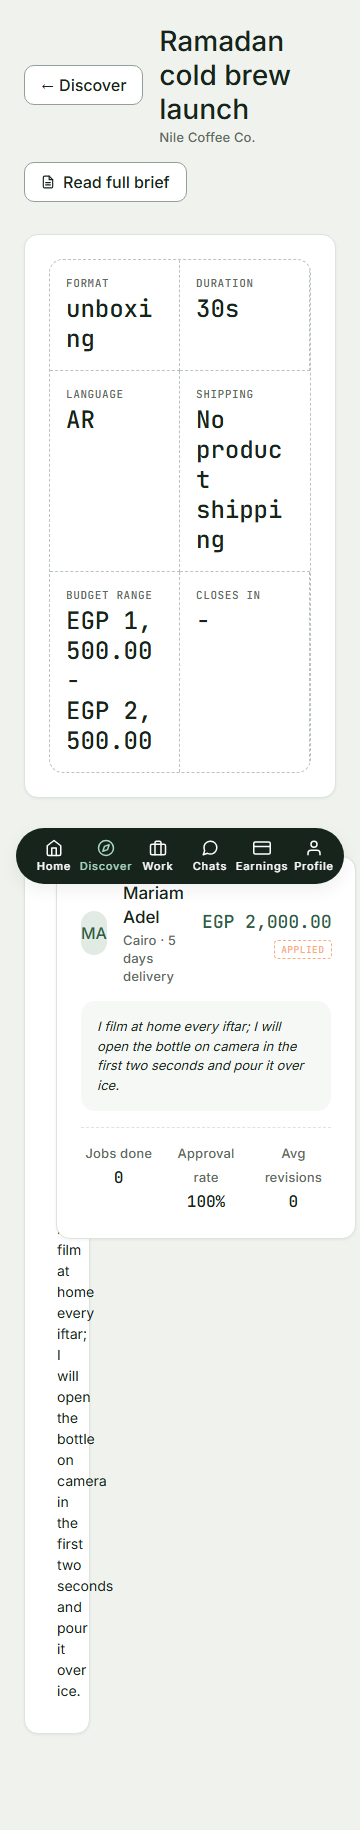 ← Discover
Ramadan
cold brew
launch
Nile Coffee Co.
Read full brief
FORMAT
unboxi
ng
DURATION
30s
LANGUAGE
AR
SHIPPING
No
produc
t
shippi
ng
BUDGET RANGE
EGP 1,
500.00
-
EGP 2,
500.00
CLOSES IN
-
Home
Discover
Work
Chats
Earnings
Profile
MA
Mariam
Adel
Cairo · 5
days
delivery
EGP 2,000.00
APPLIED
I film at home every iftar; I will
open the bottle on camera in the
first two seconds and pour it over
ice.
Jobs done
0
Approval
rate
100%
Avg
revisions
0
film
at
home
every
iftar;
I
will
open
the
bottle
on
camera
in
the
first
two
seconds
and
pour
it
over
ice.